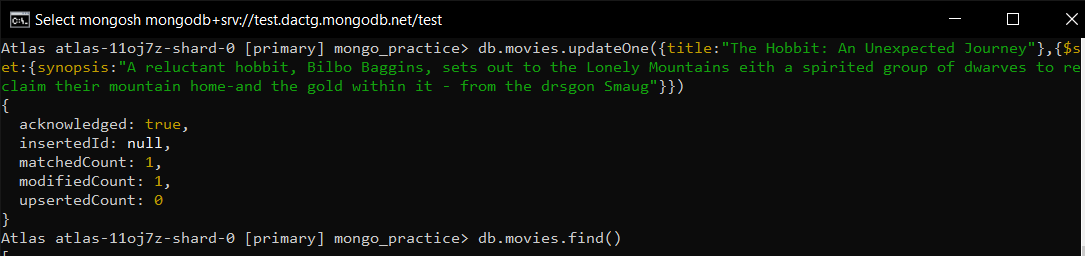 Select mongosh mongodb+srv://test.dactg.mongodb.net/test
Atlas atlas-11oj7z-shard-0 [primary] mongo_practice> db.movies.updateOne({title:"The Hobbit: An Unexpected Journey"},{$s
et:{synopsis:"A reluctant hobbit, Bilbo Baggins, sets out to the Lonely Mountains eith a spirited group of dwarves to re
claim their mountain home-and the gold within it - from the drsgon Smaug"}})
{
  acknowledged: true,
  insertedId: null,
  matchedCount: 1,
  modifiedCount: 1,
  upsertedCount: 0
}
Atlas atlas-11oj7z-shard-0 [primary] mongo_practice> db.movies.find()
[